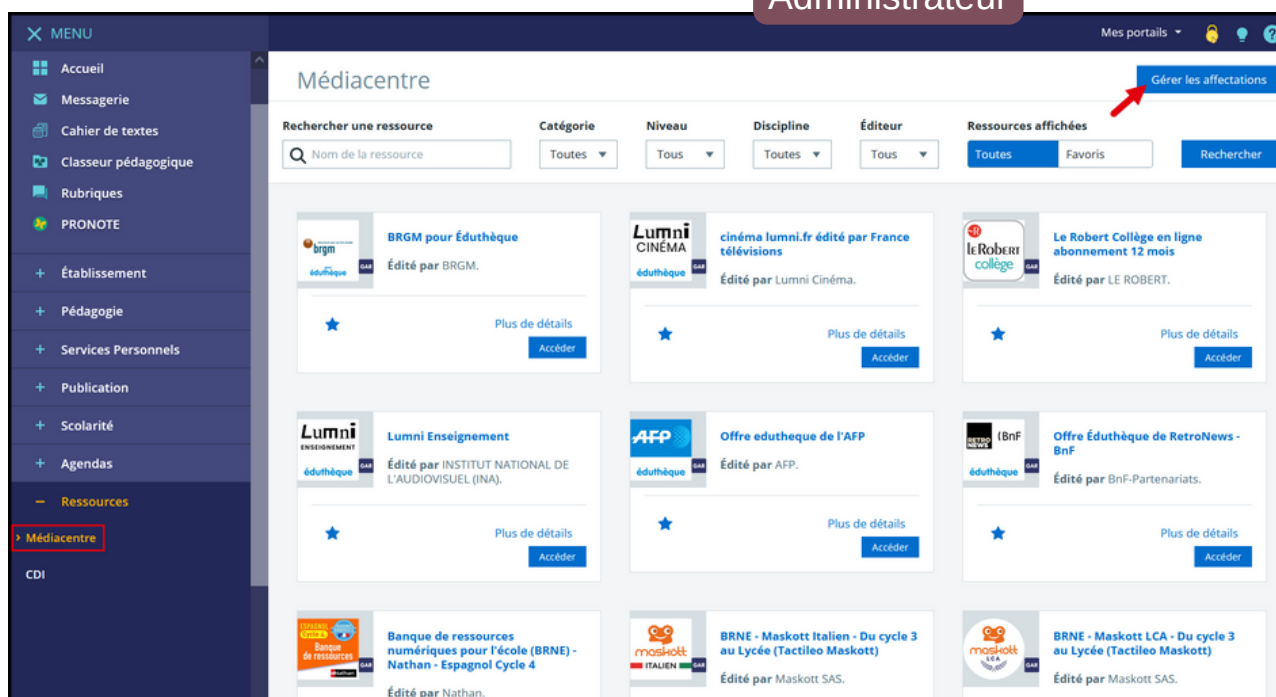 Administrateur
MENU
Mes portails
Accueil
Messagerie
Cahier de textes
Classeur pédagogique
Rubriques
PRONOTE
+ Établissement
+ Pédagogie
+ Services Personnels
+ Publication
+ Scolarité
+ Agendas
− Ressources
› Médiacentre
CDI
Médiacentre
Gérer les affectations
Rechercher une ressource
Catégorie
Niveau
Discipline
Éditeur
Ressources affichées
Nom de la ressource
Toutes
Tous
Toutes
Tous
Toutes
Favoris
Rechercher
brgm
éduthèque
GAR
BRGM pour Éduthèque
Édité par BRGM.
Plus de détails
Accéder
Lumni
CINÉMA
éduthèque
GAR
cinéma lumni.fr édité par France
télévisions
Édité par Lumni Cinéma.
Plus de détails
Accéder
LE ROBERT
collège
GAR
Le Robert Collège en ligne
abonnement 12 mois
Édité par LE ROBERT.
Plus de détails
Accéder
Lumni
ENSEIGNEMENT
éduthèque
GAR
Lumni Enseignement
Édité par INSTITUT NATIONAL DE
L'AUDIOVISUEL (INA).
Plus de détails
Accéder
AFP
éduthèque
GAR
Offre edutheque de l'AFP
Édité par AFP.
Plus de détails
Accéder
RETRO
NEWS
(BnF
éduthèque
GAR
Offre Éduthèque de RetroNews -
BnF
Édité par BnF-Partenariats.
Plus de détails
Accéder
ESPAGNOL
Cycle 4
Banque
de ressources
Nathan
GAR
Banque de ressources
numériques pour l'école (BRNE) -
Nathan - Espagnol Cycle 4
Édité par Nathan.
maskott
ITALIEN
GAR
BRNE - Maskott Italien - Du cycle 3
au Lycée (Tactileo Maskott)
Édité par Maskott SAS.
maskott
LCA
GAR
BRNE - Maskott LCA - Du cycle 3
au Lycée (Tactileo Maskott)
Édité par Maskott SAS.